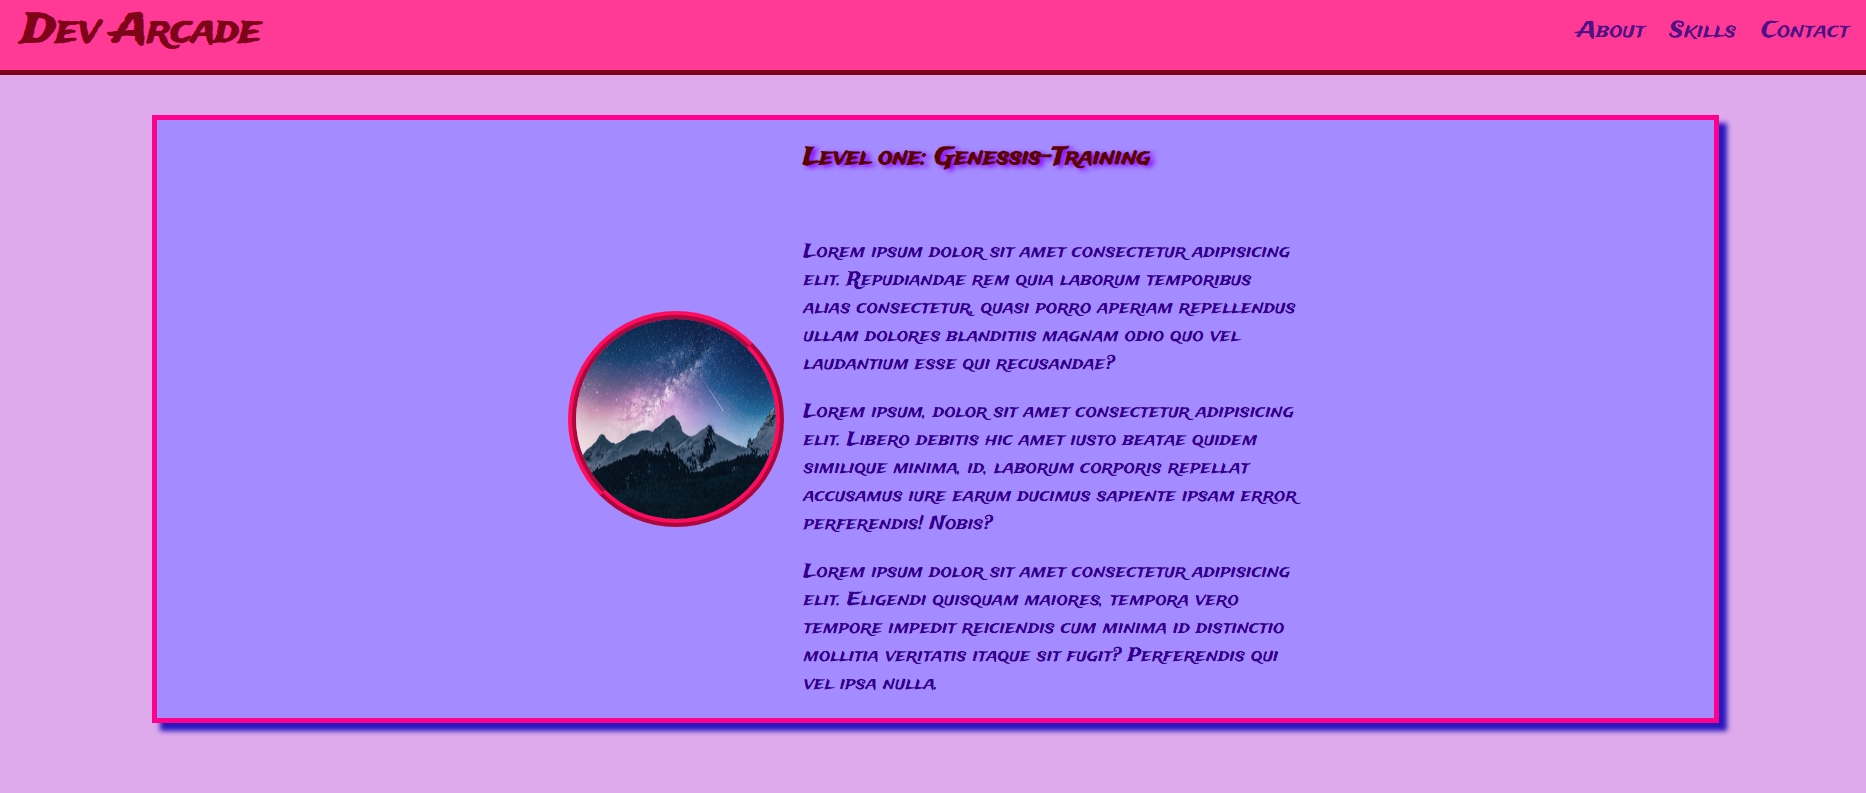 Dev Arcade
About Skills Contact
Level one: Genessis-Training
Lorem ipsum dolor sit amet consectetur adipisicing
elit. Repudiandae rem quia laborum temporibus
alias consectetur, quasi porro aperiam repellendus
ullam dolores blanditiis magnam odio quo vel
laudantium esse qui recusandae?
Lorem ipsum, dolor sit amet consectetur adipisicing
elit. Libero debitis hic amet iusto beatae quidem
similique minima, id, laborum corporis repellat
accusamus iure earum ducimus sapiente ipsam error
perferendis! Nobis?
Lorem ipsum dolor sit amet consectetur adipisicing
elit. Eligendi quisquam maiores, tempora vero
tempore impedit reiciendis cum minima id distinctio
mollitia veritatis itaque sit fugit? Perferendis qui
vel ipsa nulla.